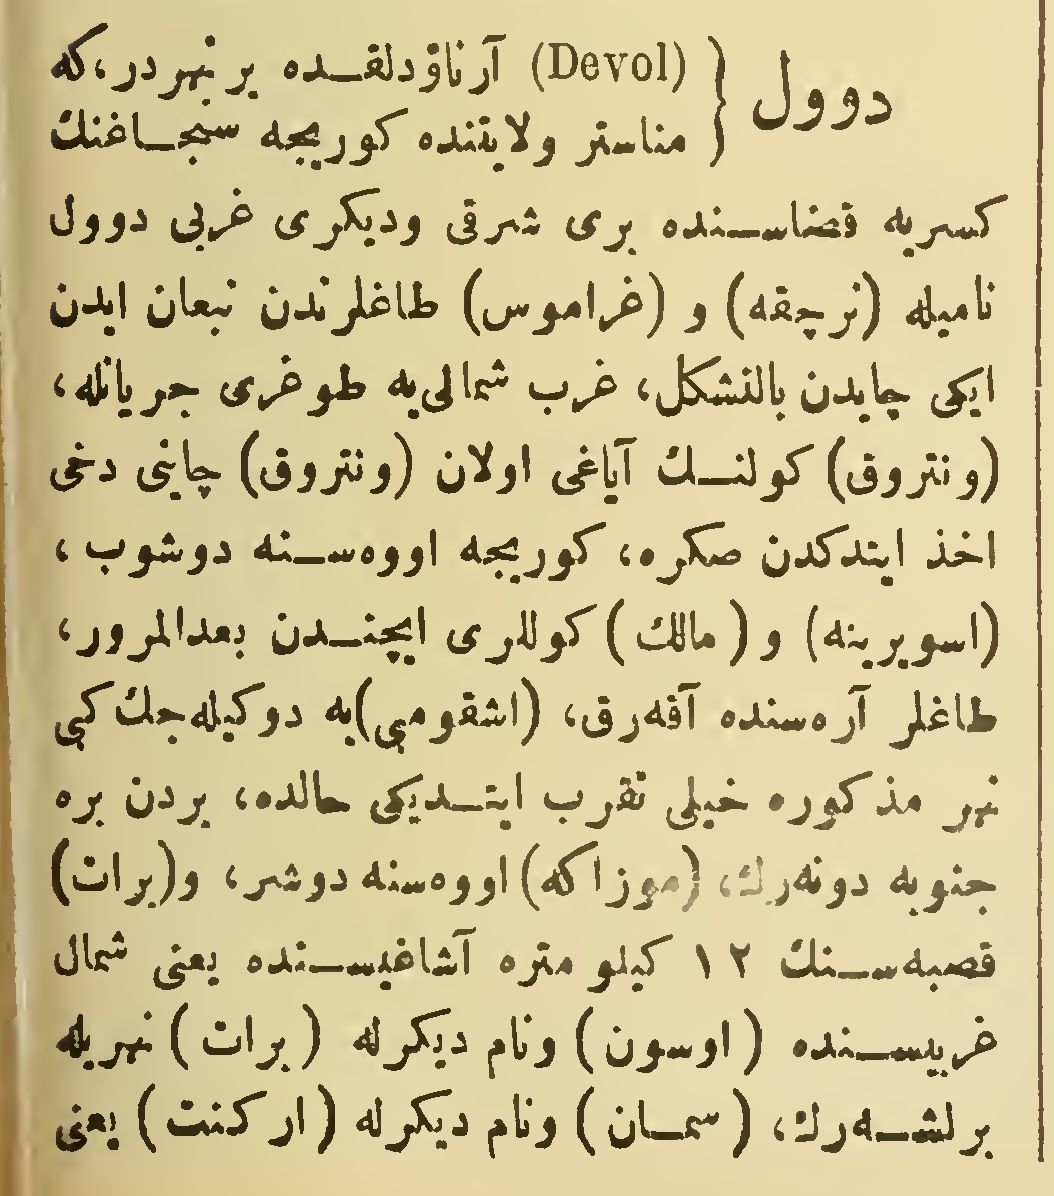 دوول { (Devol) آرناؤدلقده بر نهردر، که
مناستر ولایتنده کوریجه سنجاغنك
کسریه قضاسنده بری شرقی ودیکری غربی دوول
نامیله (نرچقه) و (غراموس) طاغلرندن نبعان ایدن
ایکی چایدن بالتشکل، غرب شمالی‌یه طوغری جریانله،
(ونتروق) کولنك آیاغی اولان (ونتروق) چاینی دخی
اخذ ایتدکدن صکره، کوریجه اووه‌سنه دوشوب ،
(اسویرینه) و (مالك) کوللری ایچندن بعدالمرور،
طاغلر آره‌سنده آقه‌رق، (اشقومبی)یه دوکیله‌جك کبی
نهر مذکوره خیلی تقرب ایتدیکی حالده، بردن بره
جنوبه دونه‌رك، (موزاکه) اووه‌سنه دوشر، و(برات)
قصبه‌سنك ١٢ کیلو متره آشاغیسنده یعنی شمال
غربیسنده (اوسون) ونام دیکرله (برات) نهریله
برلشه‌رك، (سمان) ونام دیکرله (ارکنت) یعنی